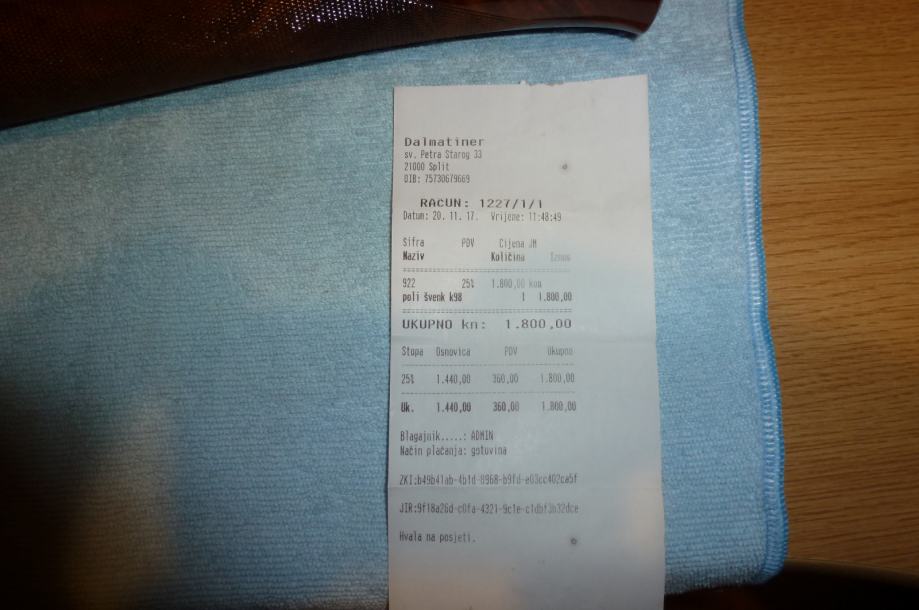 Dalmatiner
sv. Petra Starog 33
21000 Split
OIB: 75730679669
RACUN: 1227/1/1
Datum: 20. 11. 17. Vrijeme: 11:48:49
Sifra PDV Cijena JM
Naziv Količina Iznos
922 25% 1.800,00 kom
poli švenk k98 1 1.800,00
UKUPNO kn: 1.800,00
Stopa Osnovica PDV Ukupno
25% 1.440,00 360,00 1.800,00
Uk. 1.440,00 360,00 1.800,00
Blagajnik.....: ADMIN
Način plačanja: gotovina
ZKI:b49b41ab-4b1d-8968-b9fd-e03cc402ca5f
JIR:9f18a26d-c0fa-4321-9c1e-c1dbf3b32dce
Hvala na posjeti.